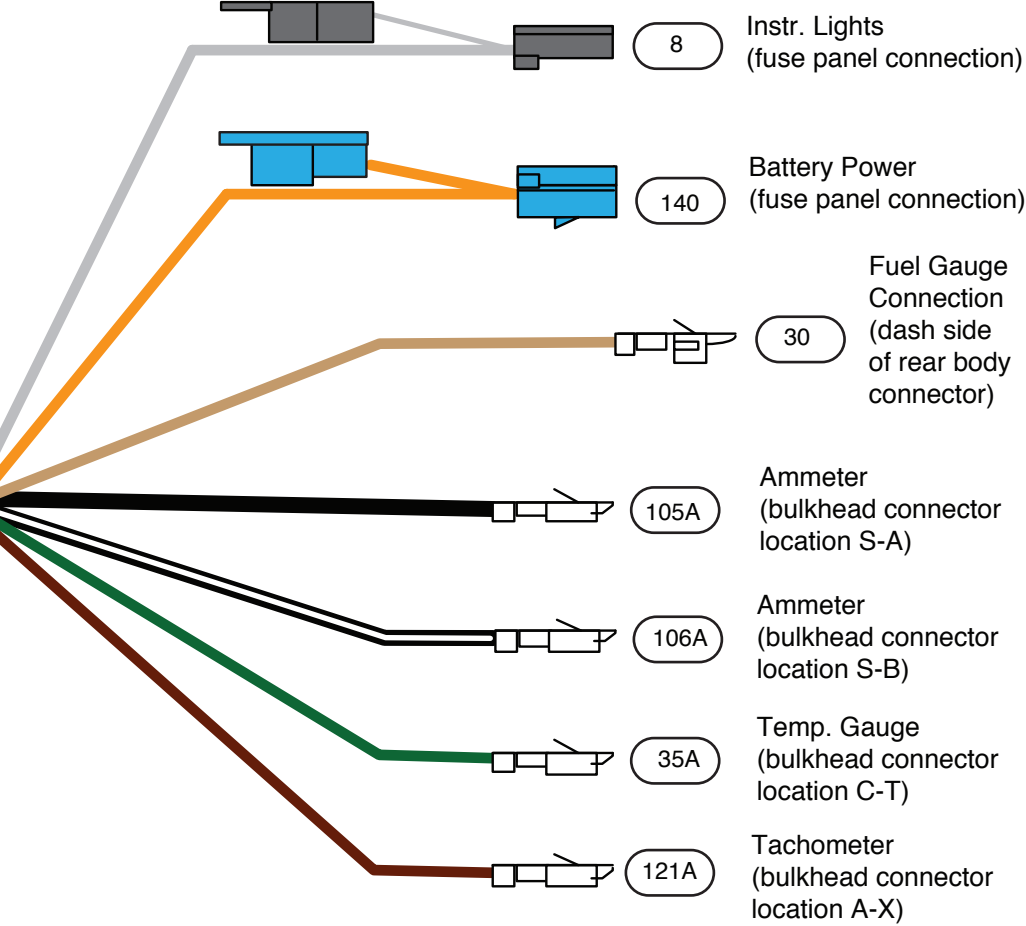 8
Instr. Lights
(fuse panel connection)
140
Battery Power
(fuse panel connection)
30
Fuel Gauge
Connection
(dash side
of rear body
connector)
105A
Ammeter
(bulkhead connector
location S-A)
106A
Ammeter
(bulkhead connector
location S-B)
35A
Temp. Gauge
(bulkhead connector
location C-T)
121A
Tachometer
(bulkhead connector
location A-X)